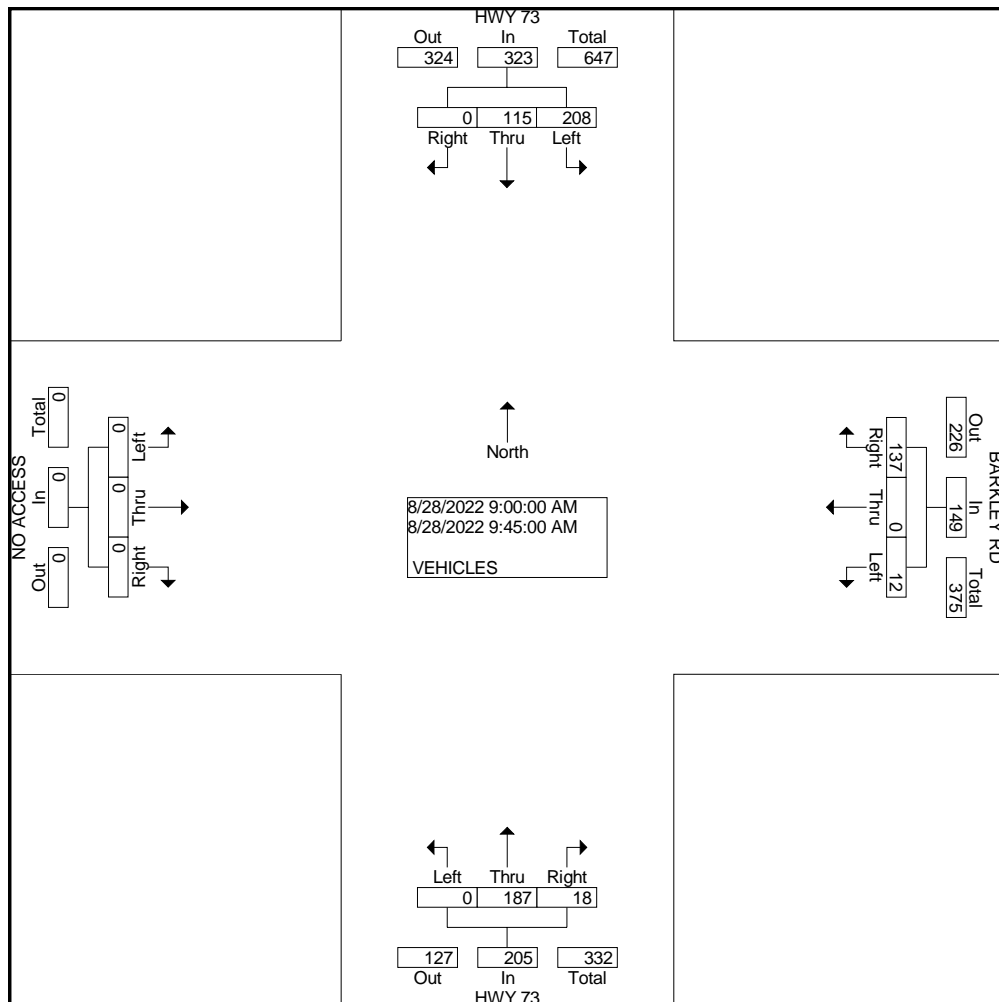 HWY 73
Out In Total
324 323 647
0 115 208
Right Thru Left
NO ACCESS
Total In Out
0 0 0
0 0 0
Left Thru Right
North
8/28/2022 9:00:00 AM
8/28/2022 9:45:00 AM
VEHICLES
Right Thru Left
137 0 12
226 149 375
Out In Total
BARKLEY RD
Left Thru Right
0 187 18
127 205 332
Out In Total
HWY 73